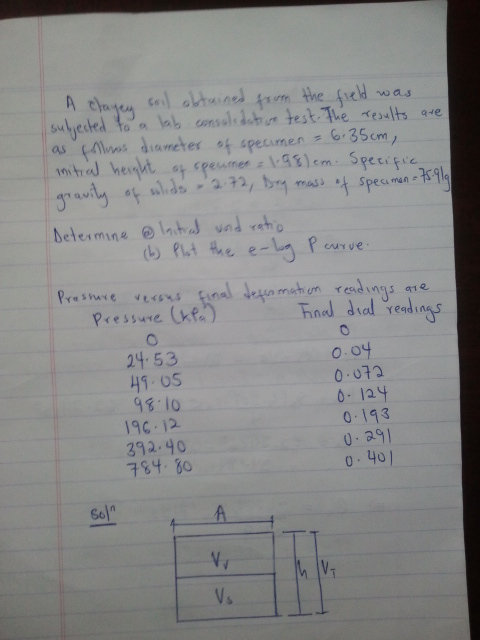 A clayey soil obtained from the field was
subjected to a lab consolidation test. The results are
as follows diameter of specimen = 6.35cm,
initial height of specimen = 1.981cm. Specific
gravity of solids = 2.72, Dry mass of specimen = 75.91g
Determine (a) Initial void ratio
(b) Plot the e-log P curve.
Pressure versus final deformation readings are
Pressure (kPa) Final dial readings
0 0
24.53 0.04
49.05 0.072
98.10 0.124
196.12 0.193
392.40 0.291
784.80 0.401
Solⁿ
A
Vv
h VT
Vs